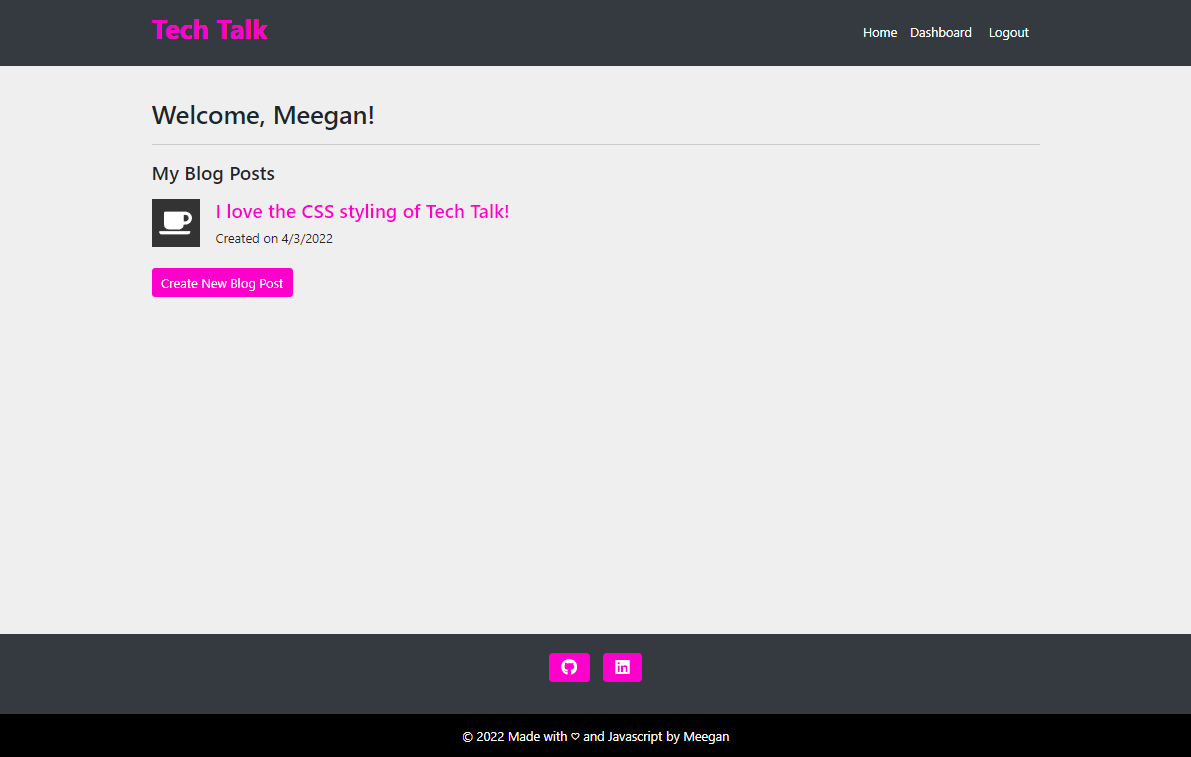 Tech Talk
Home Dashboard Logout
Welcome, Meegan!
My Blog Posts
I love the CSS styling of Tech Talk!
Created on 4/3/2022
Create New Blog Post
in
© 2022 Made with ♡ and Javascript by Meegan